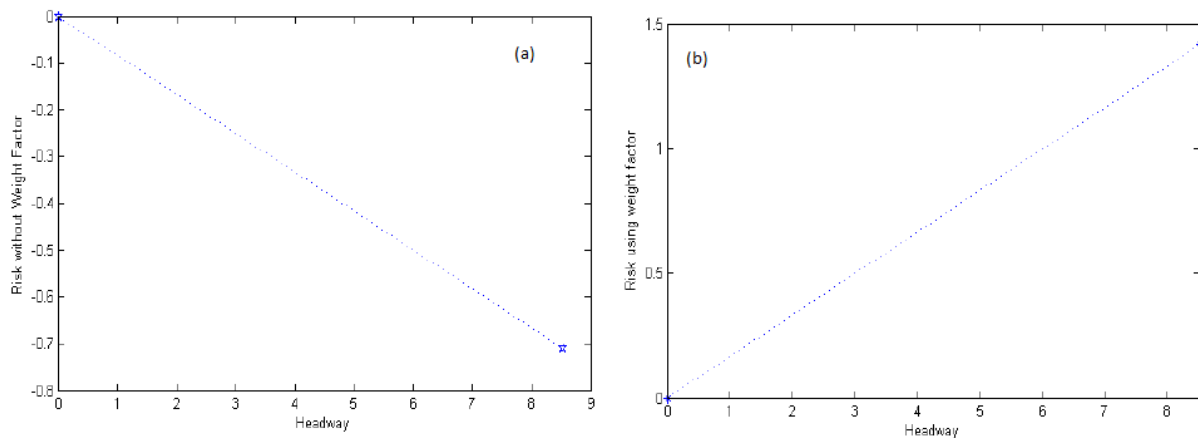 0
-0.1
-0.2
-0.3
-0.4
-0.5
-0.6
-0.7
-0.8
Risk without Weight Factor
(a)
0 1 2 3 4 5 6 7 8 9
Headway
1.5
1
0.5
0
Risk using weight factor
(b)
0 1 2 3 4 5 6 7 8
Headway